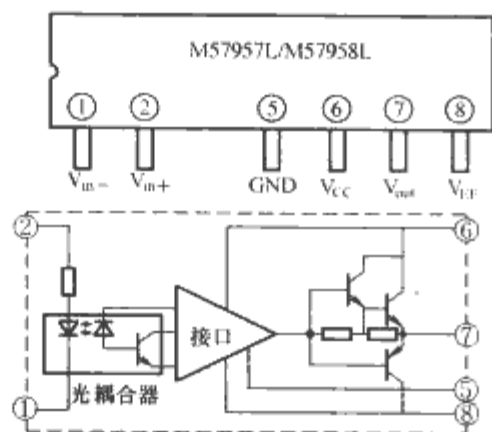 M57957L/M57958L
① ② ⑤ ⑥ ⑦ ⑧
Vin- Vin+ GND VCC Vout VEE
② ⑥
接口 ⑦
光耦合器 ⑤
① ⑧